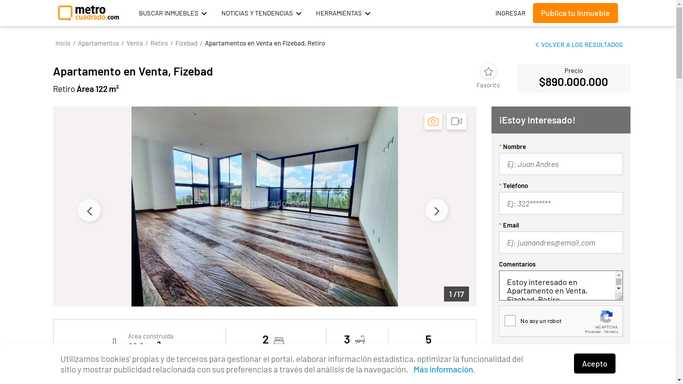 metro
cuadrado.com
BUSCAR INMUEBLES
NOTICIAS Y TENDENCIAS
HERRAMIENTAS
INGRESAR
Publica tu Inmueble
Inicio / Apartamentos / Venta / Retiro / Fizebad / Apartamentos en Venta en Fizebad, Retiro
VOLVER A LOS RESULTADOS
Apartamento en Venta, Fizebad
Retiro Área 122 m²
Favorito
Precio
$890.000.000
1 / 17
¡Estoy Interesado!
* Nombre
Ej: Juan Andres
* Teléfono
Ej: 322*******
* Email
Ej: juanandres@email.com
Comentarios
Estoy interesado en
Apartamento en Venta,
Fizebad, Retiro
No soy un robot
reCAPTCHA
Privacidad - Términos
Área construida
2
3
5
Utilizamos 'cookies' propias y de terceros para gestionar el portal, elaborar información estadística, optimizar la funcionalidad del
sitio y mostrar publicidad relacionada con sus preferencias a través del análisis de la navegación. Más información.
Acepto